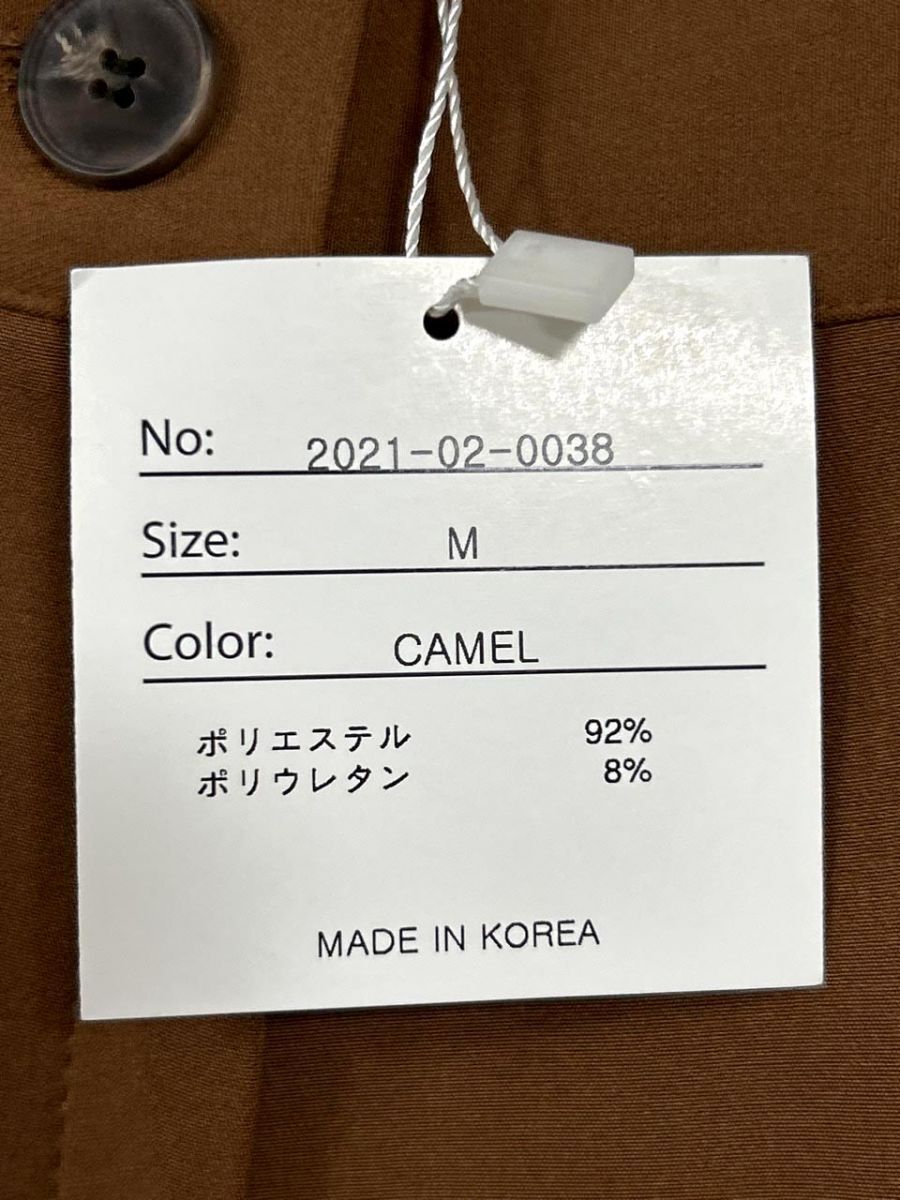 No: 2021-02-0038
Size: M
Color: CAMEL
ポリエステル 92%
ポリウレタン 8%
MADE IN KOREA